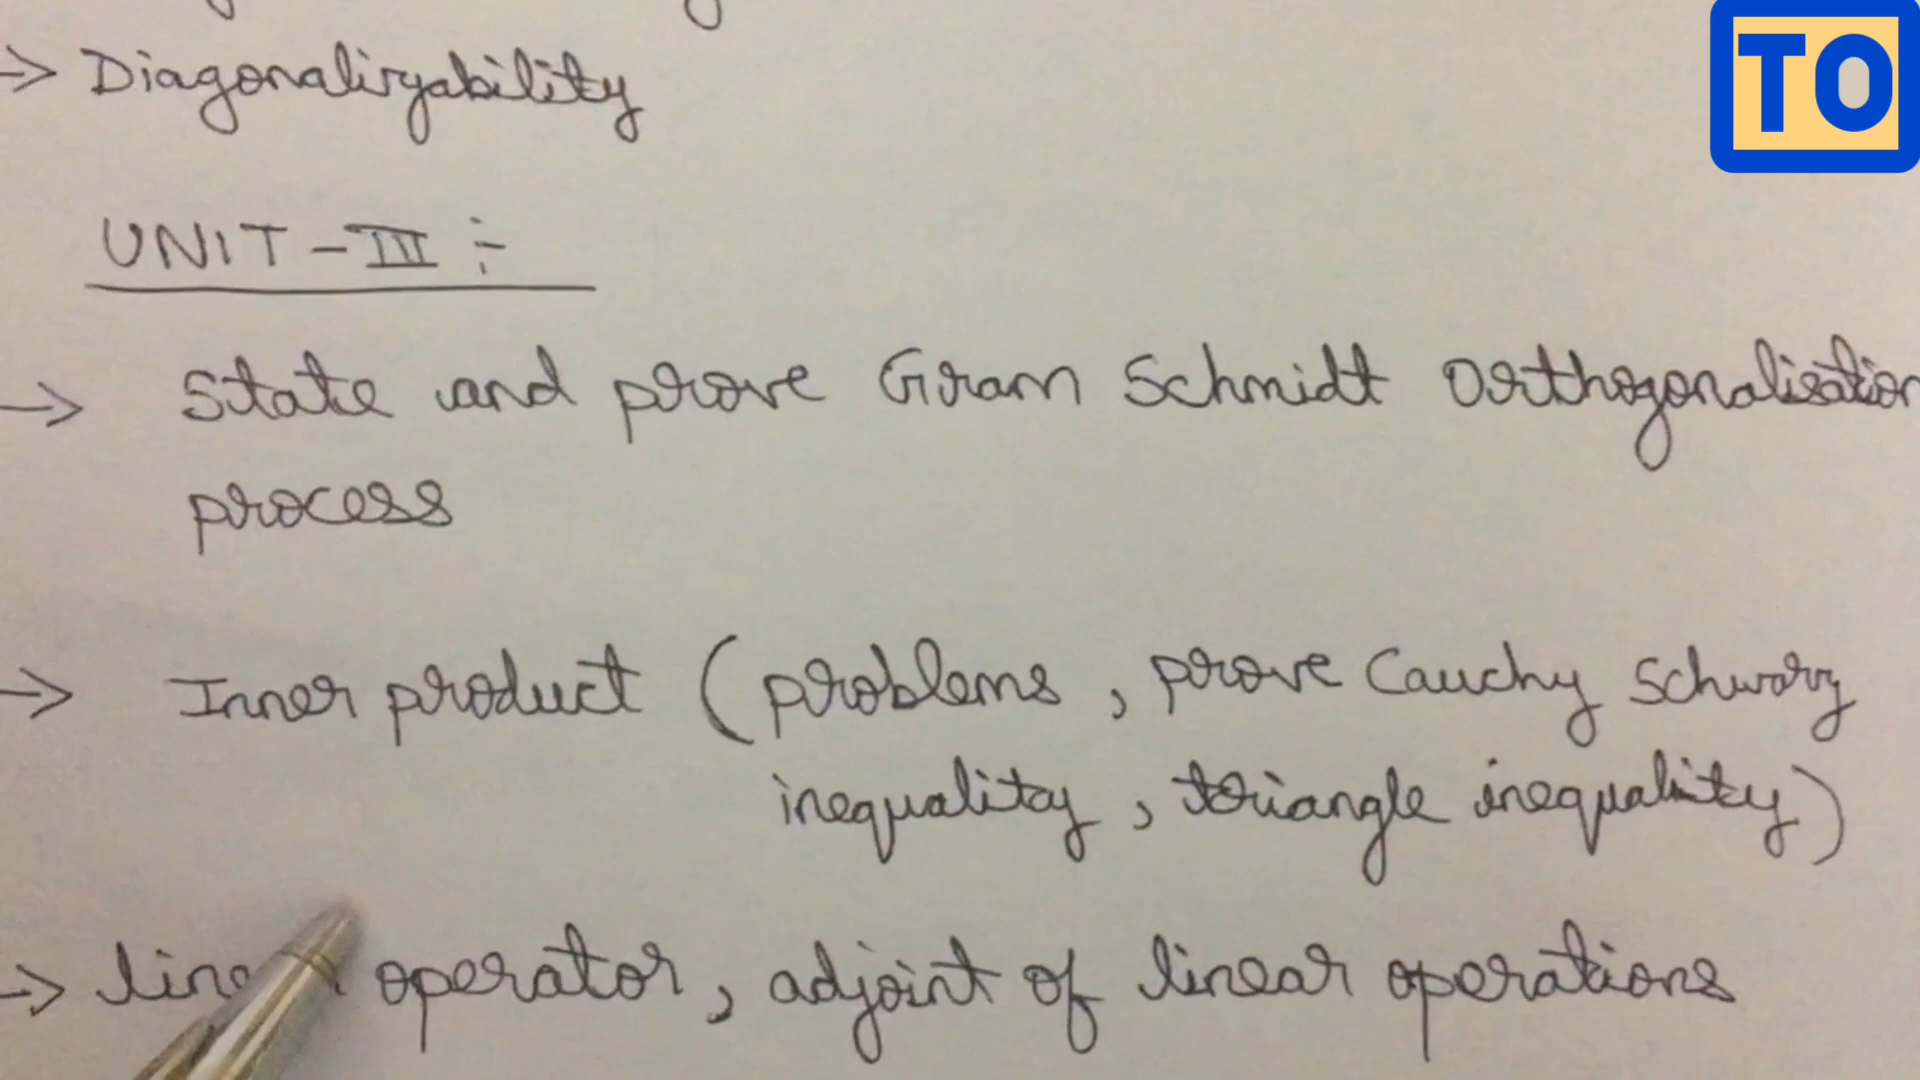 → Diagonalizability
TO
UNIT - III :-
→ State and prove Gram Schmidt Orthogonalisation
process
→ Inner product (problems, prove Cauchy Schwarz
inequality, triangle inequality)
→ linear operator, adjoint of linear operations